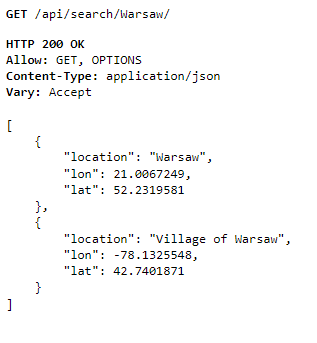 GET /api/search/Warsaw/
HTTP 200 OK
Allow: GET, OPTIONS
Content-Type: application/json
Vary: Accept
[
    {
        "location": "Warsaw",
        "lon": 21.0067249,
        "lat": 52.2319581
    },
    {
        "location": "Village of Warsaw",
        "lon": -78.1325548,
        "lat": 42.7401871
    }
]